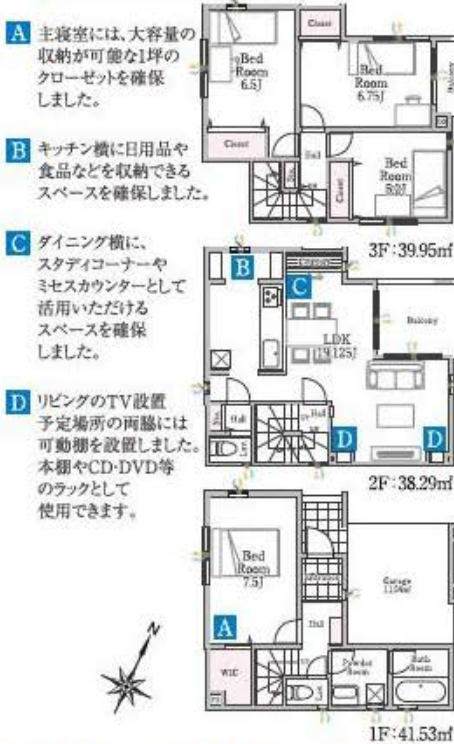 A 主寝室には、大容量の
収納が可能な1坪の
クローゼットを確保
しました。
B キッチン横に日用品や
食品などを収納できる
スペースを確保しました。
C ダイニング横に、
スタディコーナーや
ミセスカウンターとして
活用いただける
スペースを確保
しました。
D リビングのTV設置
予定場所の両脇には
可動棚を設置しました。
本棚やCD・DVD等
のラックとして
使用できます。
N
Closet
Bed
Room
6.5J
Bed
Room
6.75J
Balcony
Closet
Hall
Closet
Bed
Room
3F:39.95㎡
B
C
LDK
19.125J
Balcony
Hall
Hall
D
D
2F:38.29㎡
Bed
Room
7.5J
A
WIC
Hall
Garage
Powder
Room
Bath
Room
1F:41.53㎡